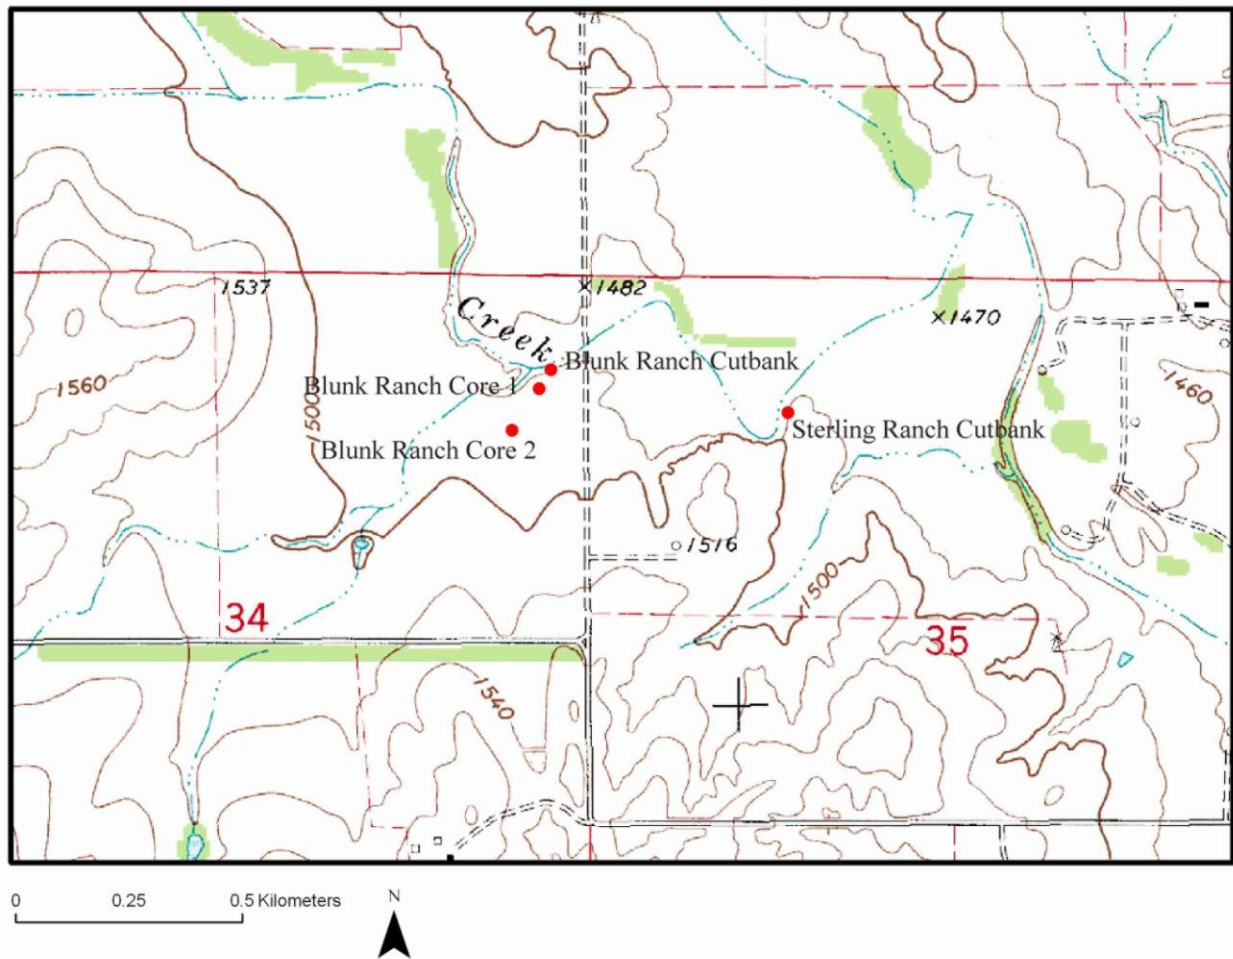 1537
1482
Creek
1470
Blunk Ranch Cutbank
Blunk Ranch Core 1
1560
1500
1460
Sterling Ranch Cutbank
Blunk Ranch Core 2
1516
1500
34
35
1540
0 0.25 0.5 Kilometers
N